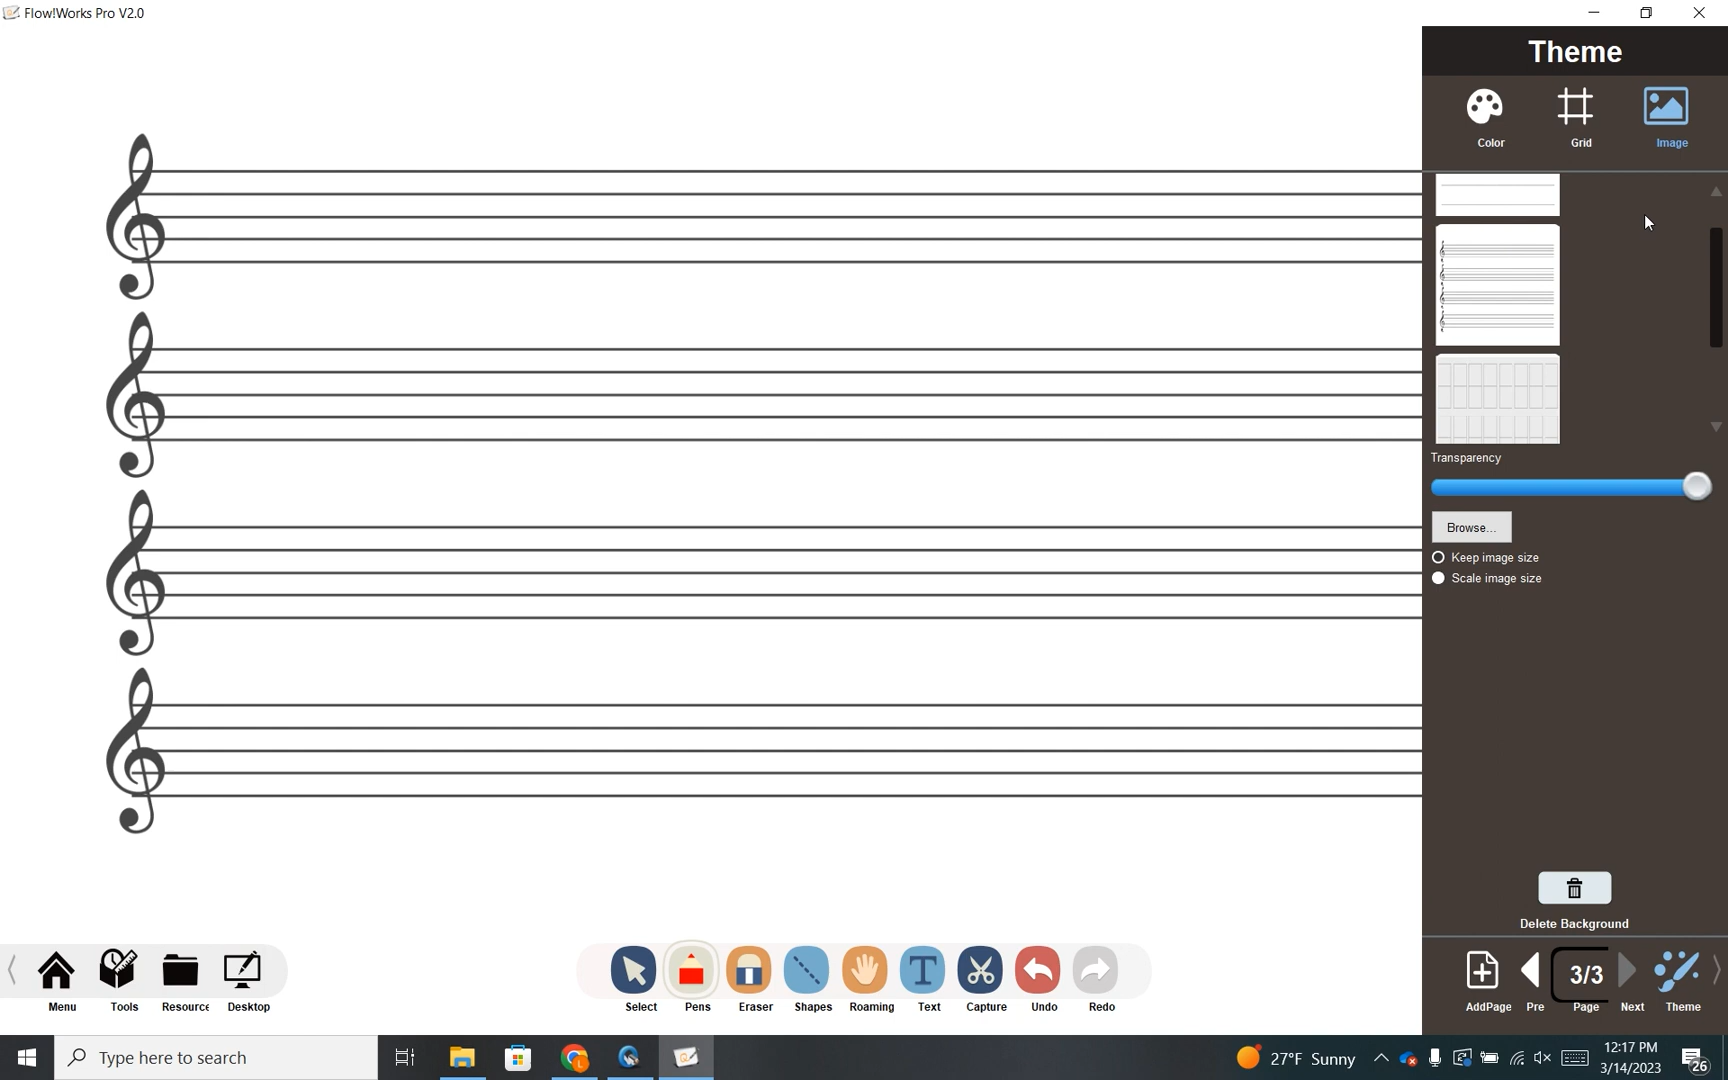 Flow!Works Pro V2.0
Theme
Color Grid Image
Transparency
Browse...
Keep image size
Scale image size
Delete Background
3/3
Menu Tools Resource Desktop Select Pens Eraser Shapes Roaming Text Capture Undo Redo AddPage Pre Page Next Theme
Type here to search
27°F Sunny
12:17 PM
3/14/2023
26